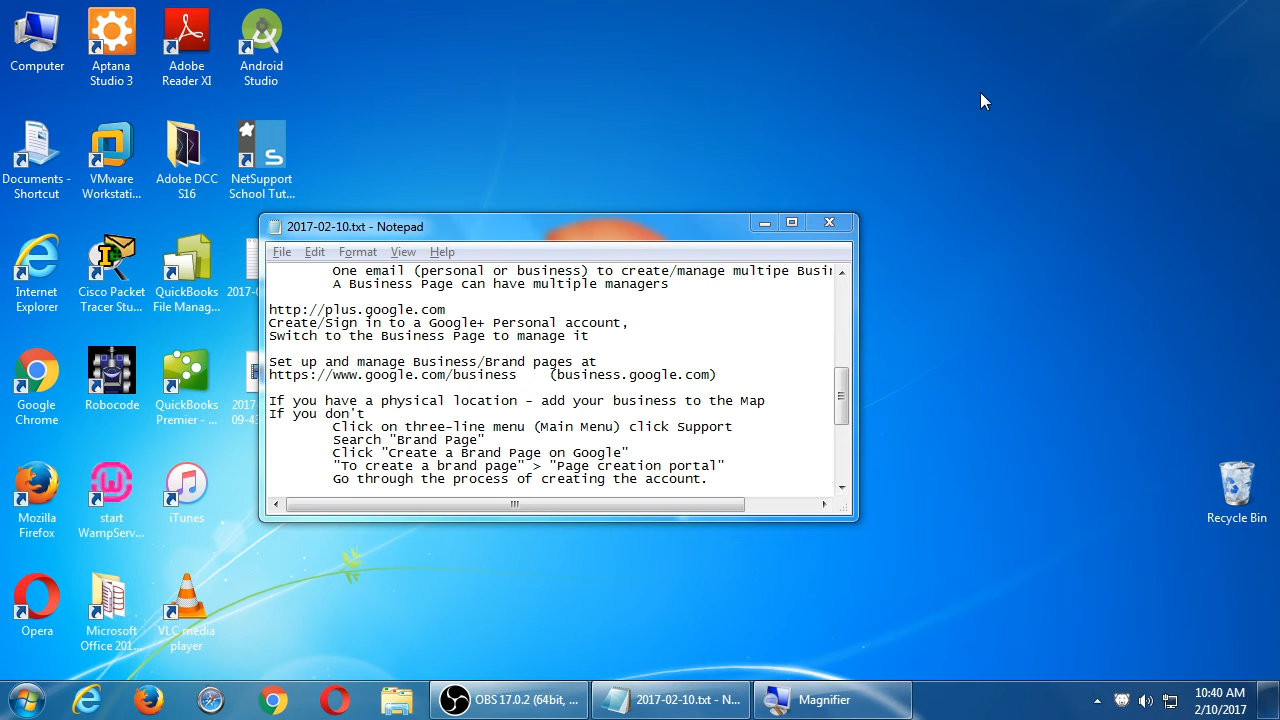 Computer
Aptana
Studio 3
Adobe
Reader XI
Android
Studio
Documents -
Shortcut
VMware
Workstati...
Adobe DCC
S16
NetSupport
School Tut...
Internet
Explorer
Cisco Packet
Tracer Stu...
QuickBooks
File Manag...
2017-0
Google
Chrome
Robocode
QuickBooks
Premier - ...
2017-
09-43
Mozilla
Firefox
start
WampServ...
iTunes
Opera
Microsoft
Office 201...
VLC media
player
2017-02-10.txt - Notepad
File Edit Format View Help
One email (personal or business) to create/manage multipe Busin
A Business Page can have multiple managers
http://plus.google.com
Create/Sign in to a Google+ Personal account,
Switch to the Business Page to manage it
Set up and manage Business/Brand pages at
https://www.google.com/business (business.google.com)
If you have a physical location - add your business to the Map
If you don't
Click on three-line menu (Main Menu) click Support
Search "Brand Page"
Click "Create a Brand Page on Google"
"To create a brand page" > "Page creation portal"
Go through the process of creating the account.
Recycle Bin
OBS 17.0.2 (64bit, ...
2017-02-10.txt - N...
Magnifier
10:40 AM
2/10/2017